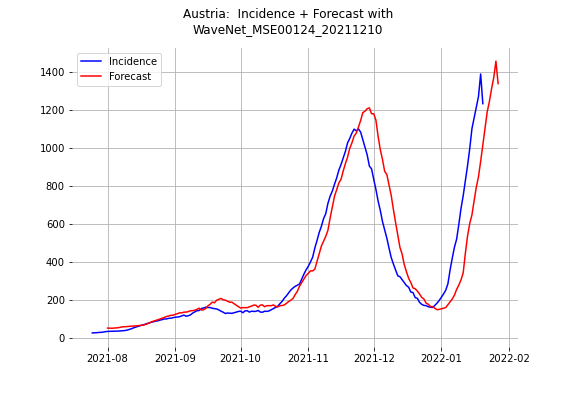 Austria:  Incidence + Forecast with
WaveNet_MSE00124_20211210
Incidence
Forecast
1400
1200
1000
800
600
400
200
0
2021-08 2021-09 2021-10 2021-11 2021-12 2022-01 2022-02